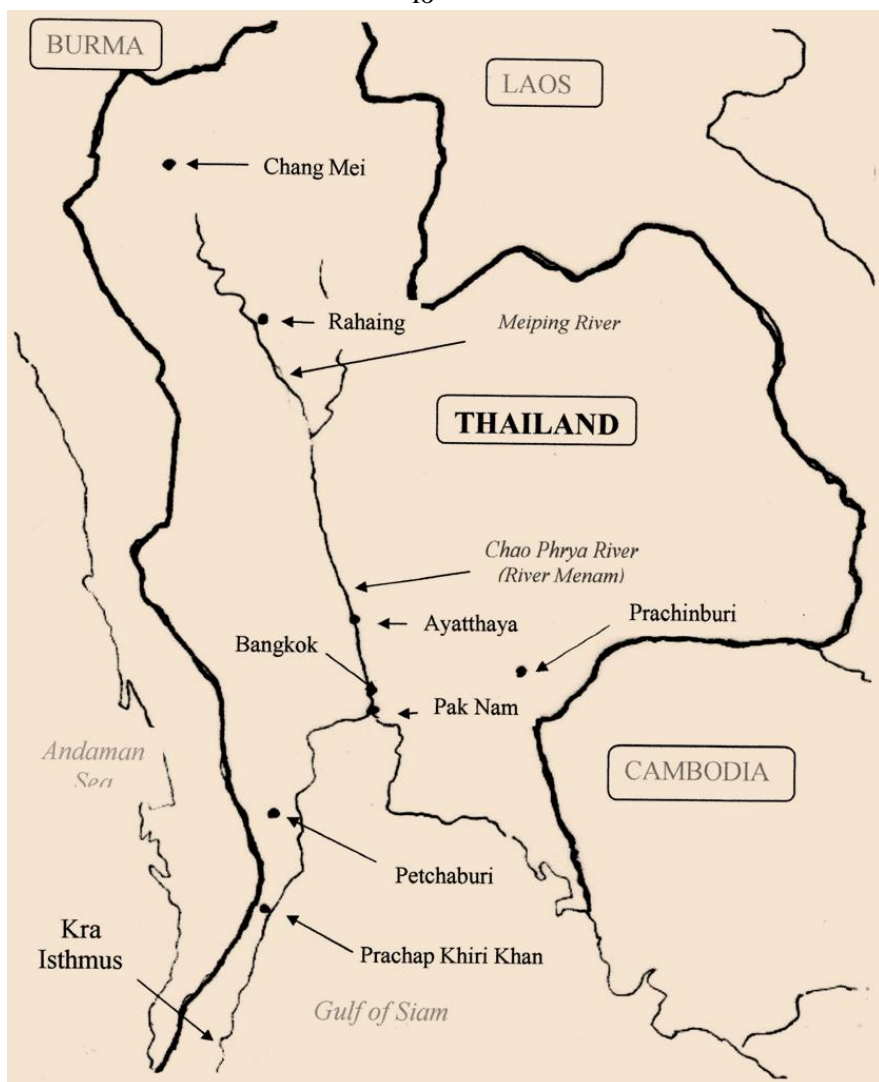 BURMA
LAOS
Chang Mei
Rahaing
Meiping River
THAILAND
Chao Phrya River
(River Menam)
Prachinburi
Ayatthaya
Bangkok
Pak Nam
Andaman
Sea
CAMBODIA
Petchaburi
Kra
Isthmus
Prachap Khiri Khan
Gulf of Siam